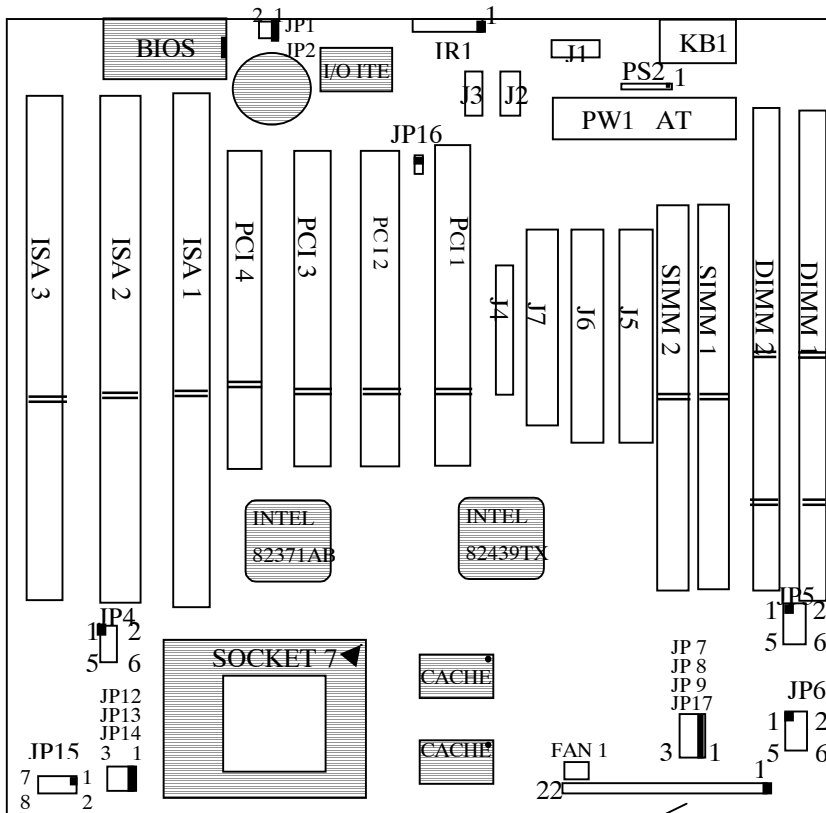 2 1 JP1
JP2
BIOS
I/O ITE
1
IR1
J1
KB1
PS2 1
J3
J2
PW1 AT
JP16
ISA 3
ISA 2
ISA 1
PCI 4
PCI 3
PCI 2
PCI 1
J4
J7
J6
J5
SIMM 2
SIMM 1
DIMM 2
DIMM 1
INTEL
82371AB
INTEL
82439TX
JP4
1 2
5 6
JP5
1 2
5 6
SOCKET 7
CACHE
CACHE
JP 7
JP 8
JP 9
JP17
3 1
JP6
1 2
5 6
JP12
JP13
JP14
3 1
JP15
7 1
8 2
FAN 1
22 1